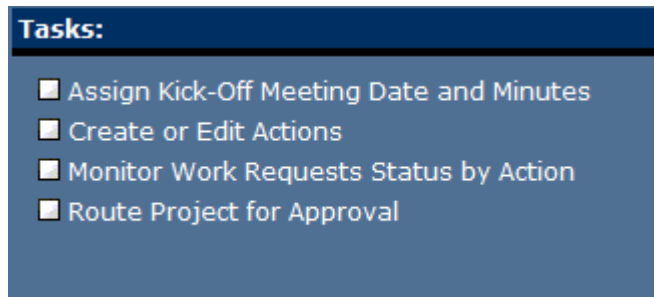 Tasks:
Assign Kick-Off Meeting Date and Minutes
Create or Edit Actions
Monitor Work Requests Status by Action
Route Project for Approval